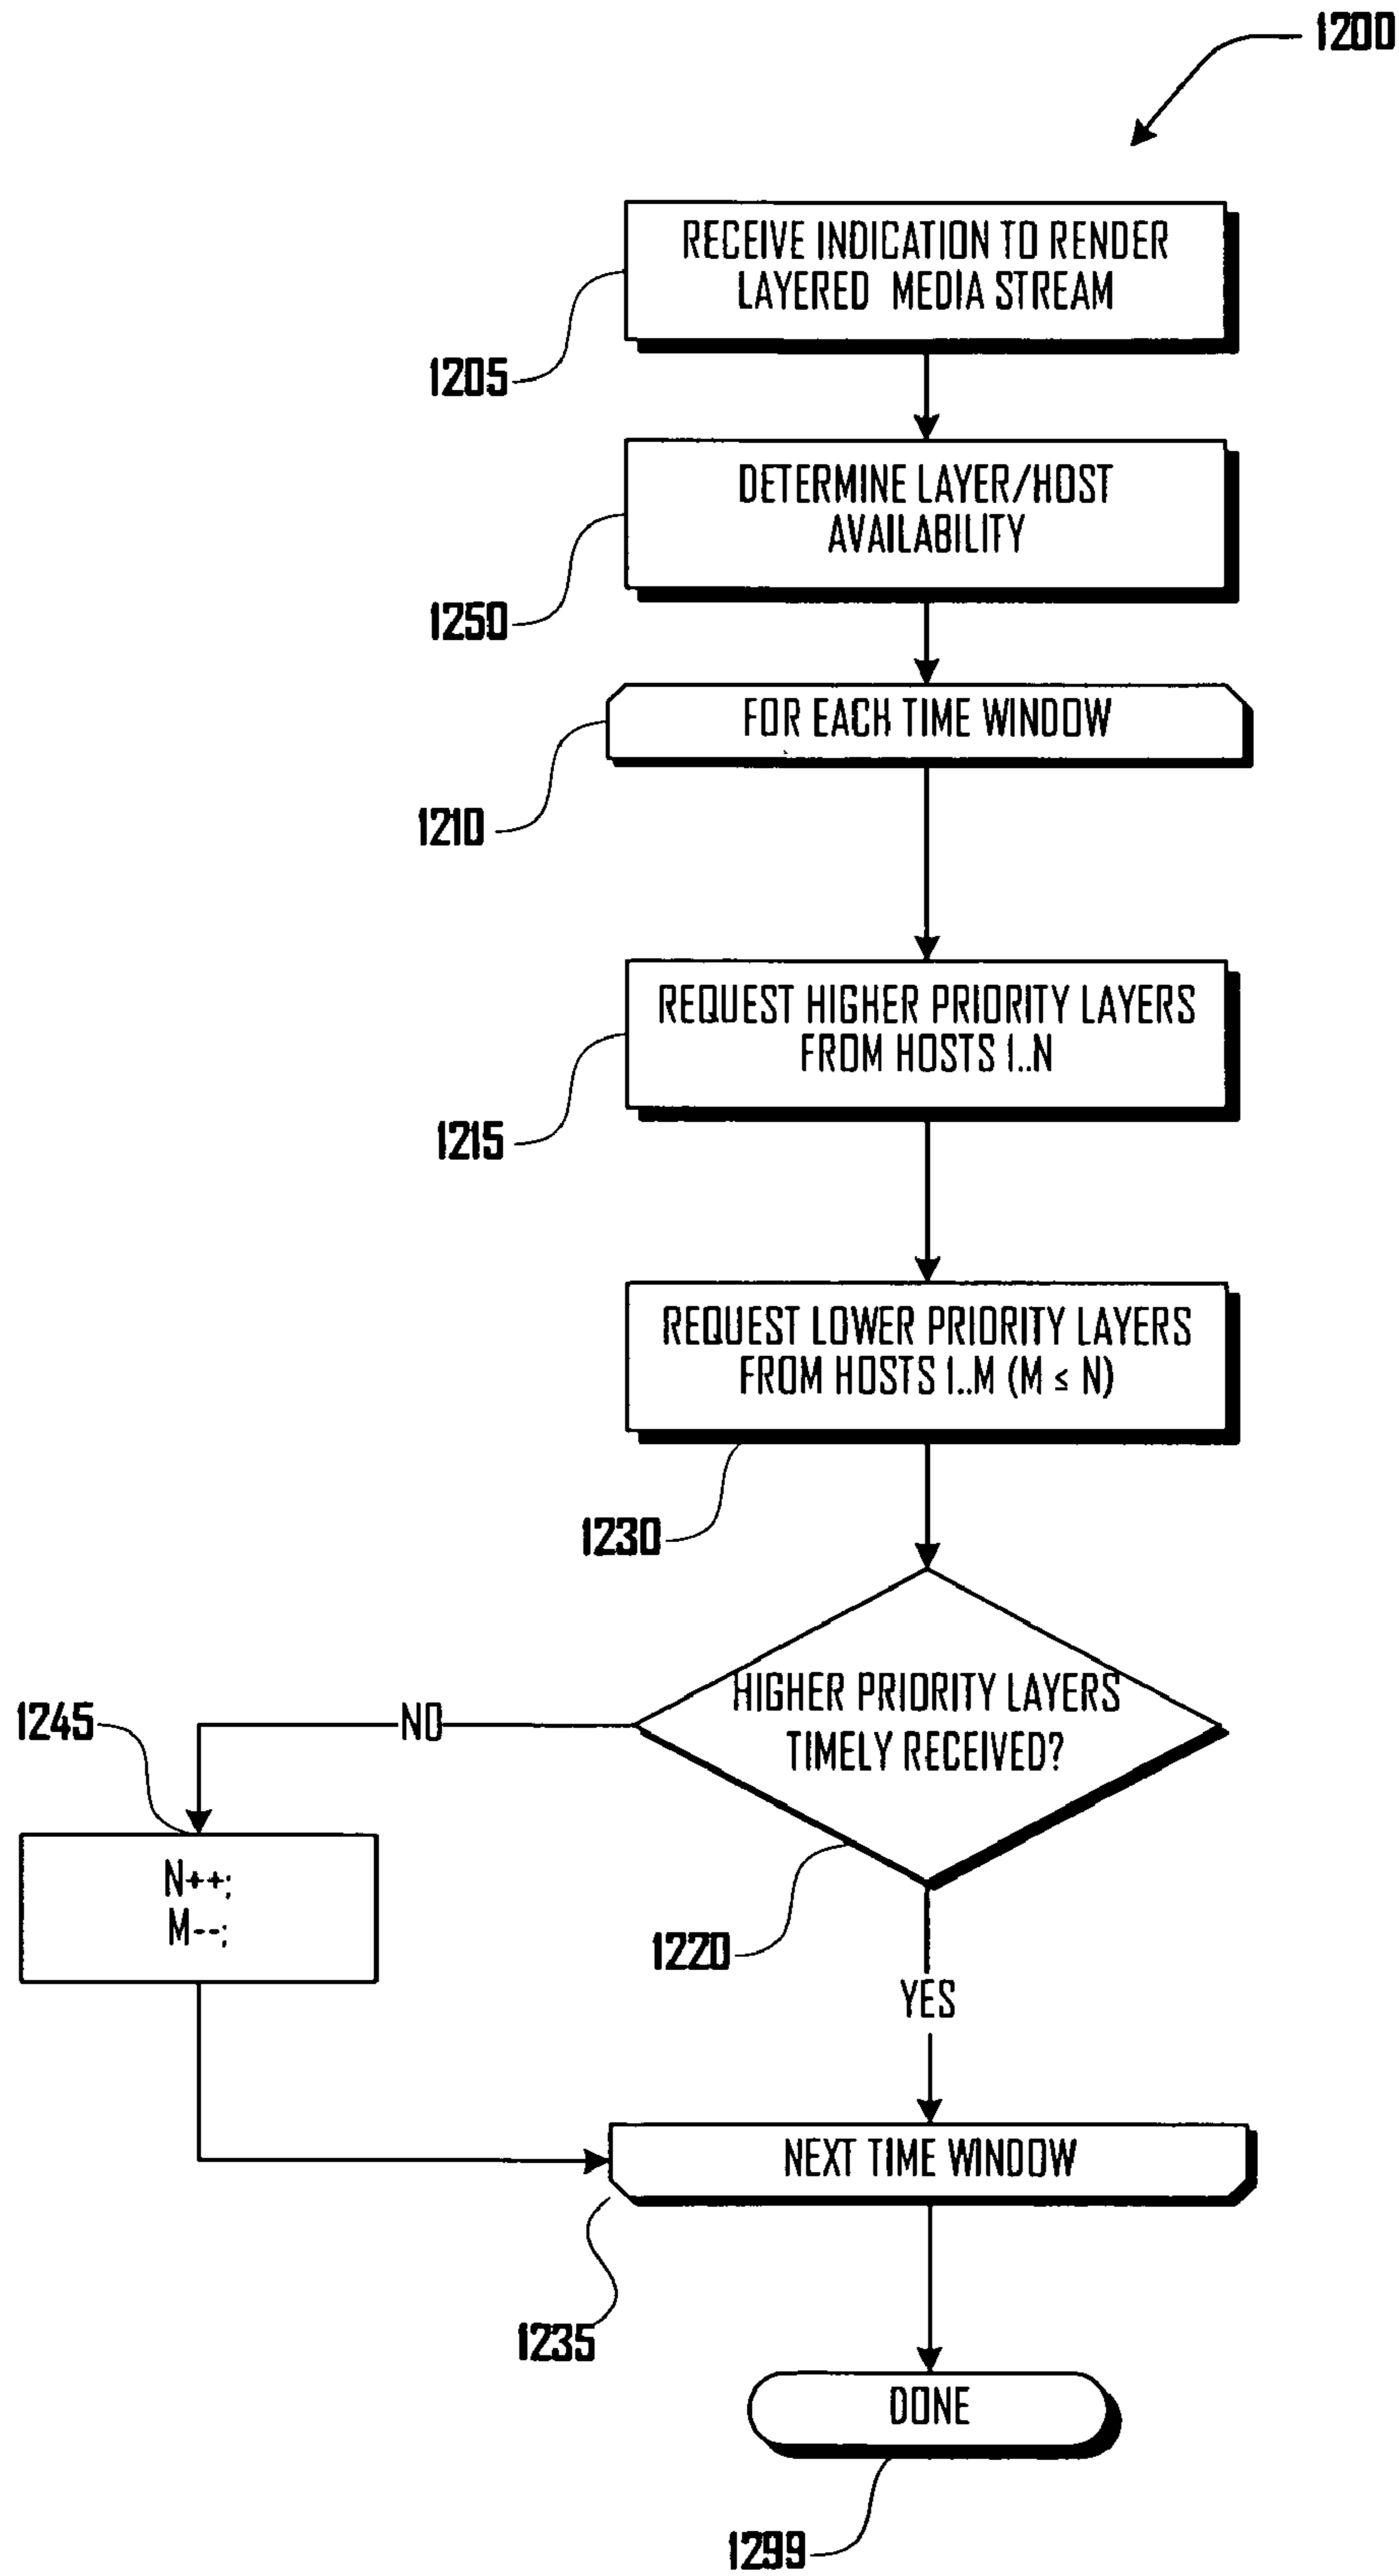 1200
RECEIVE INDICATION TO RENDER
LAYERED MEDIA STREAM
1205
DETERMINE LAYER/HOST
AVAILABILITY
1250
FOR EACH TIME WINDOW
1210
REQUEST HIGHER PRIORITY LAYERS
FROM HOSTS 1..N
1215
REQUEST LOWER PRIORITY LAYERS
FROM HOSTS 1..M (M ≤ N)
1230
HIGHER PRIORITY LAYERS
TIMELY RECEIVED?
1245
NO
N++;
M--;
1220
YES
NEXT TIME WINDOW
1235
DONE
1299